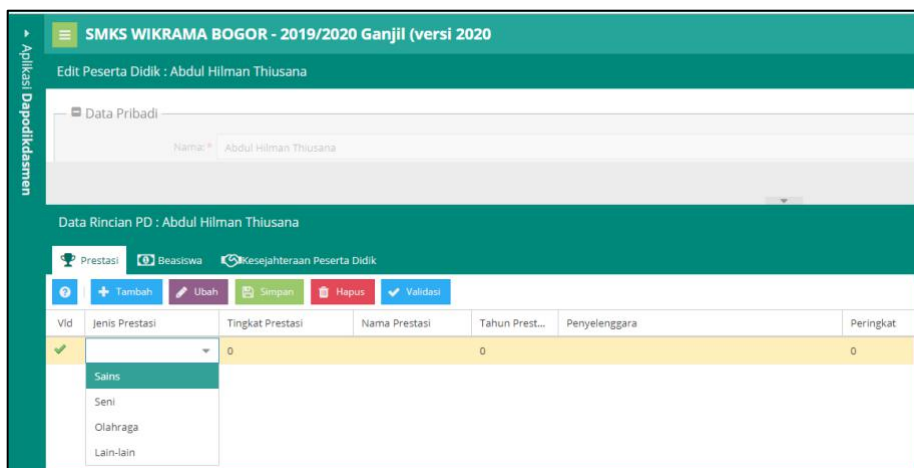 Aplikasi Dapodikdasmen
SMKS WIKRAMA BOGOR - 2019/2020 Ganjil (versi 2020
Edit Peserta Didik : Abdul Hilman Thiusana
Data Pribadi
Nama: * Abdul Hilman Thiusana
Data Rincian PD : Abdul Hilman Thiusana
Prestasi Beasiswa Kesejahteraan Peserta Didik
Tambah Ubah Simpan Hapus Validasi
Vld Jenis Prestasi Tingkat Prestasi Nama Prestasi Tahun Prest... Penyelenggara Peringkat
0 0 0
Sains
Seni
Olahraga
Lain-lain